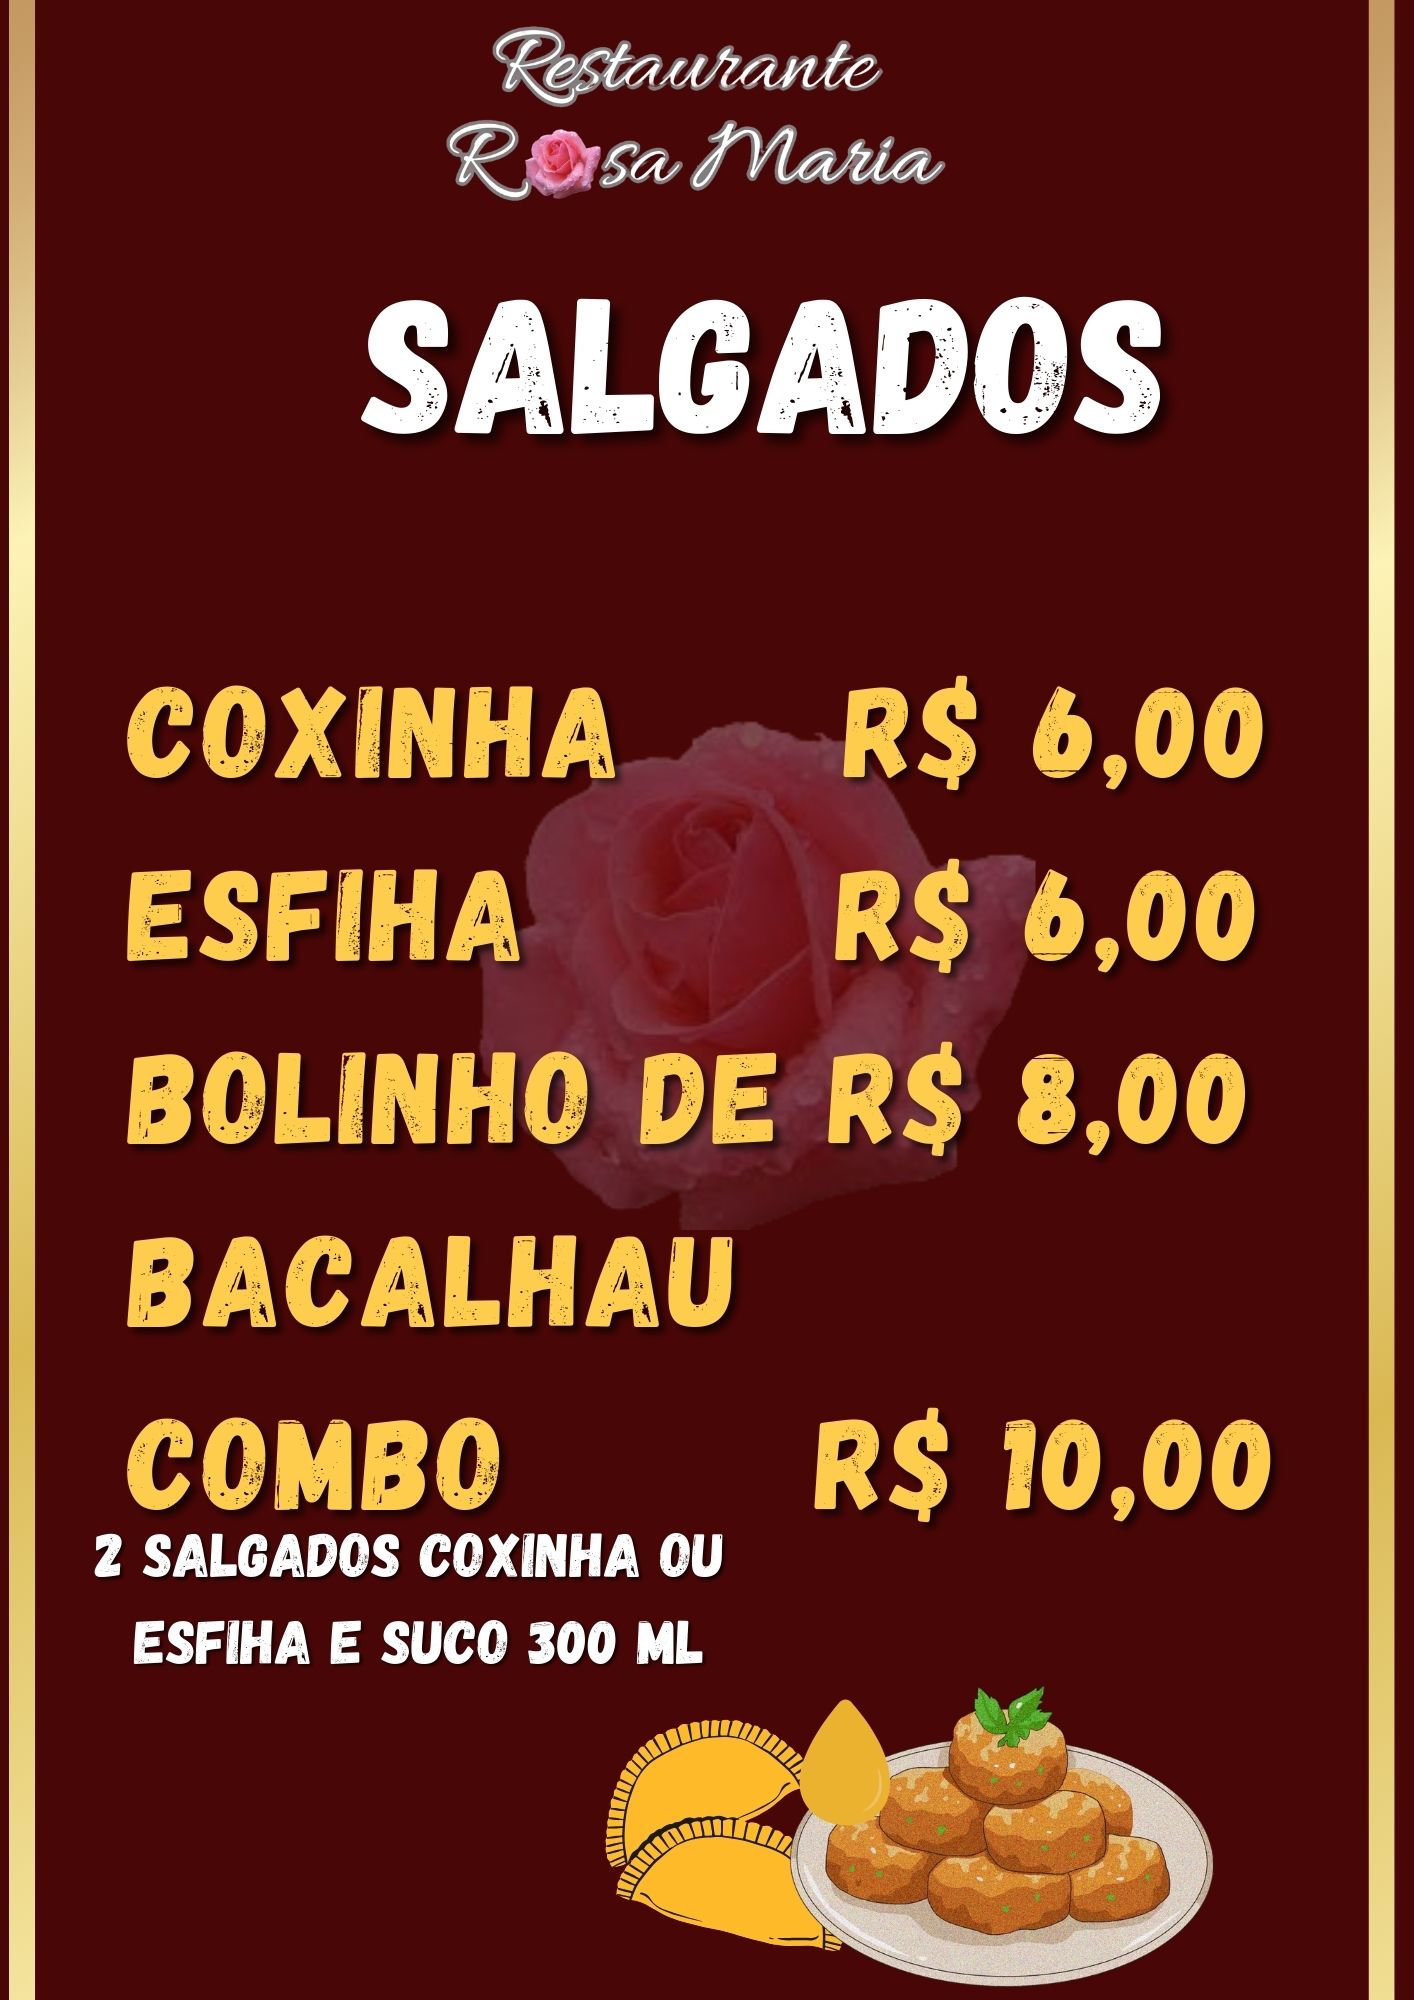 Restaurante
Rosa Maria
SALGADOS
COXINHA R$ 6,00
ESFIHA R$ 6,00
BOLINHO DE R$ 8,00
BACALHAU
COMBO R$ 10,00
2 SALGADOS COXINHA OU
ESFIHA E SUCO 300 ML